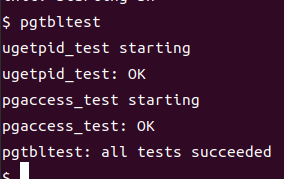 $ pgtbltest
ugetpid_test starting
ugetpid_test: OK
pgaccess_test starting
pgaccess_test: OK
pgtbltest: all tests succeeded
$